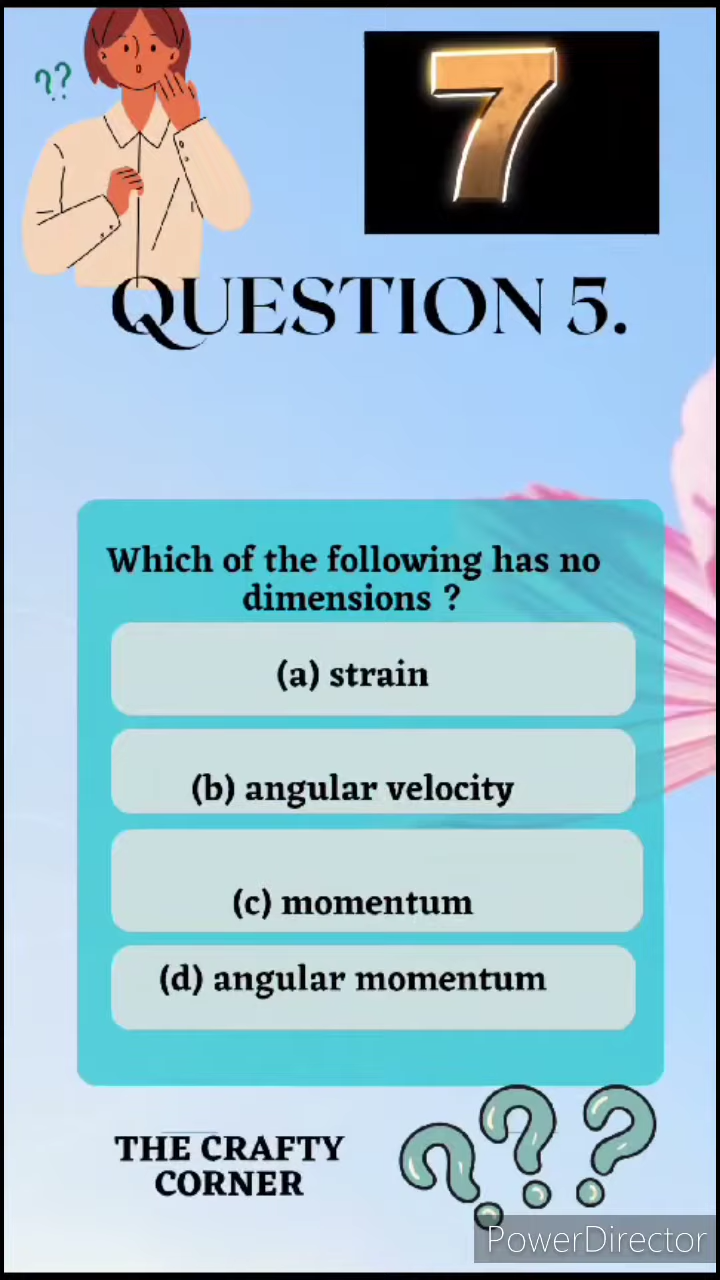 ??
7
QUESTION 5.
Which of the following has no
dimensions ?
(a) strain
(b) angular velocity
(c) momentum
(d) angular momentum
THE CRAFTY
CORNER
???
PowerDirector